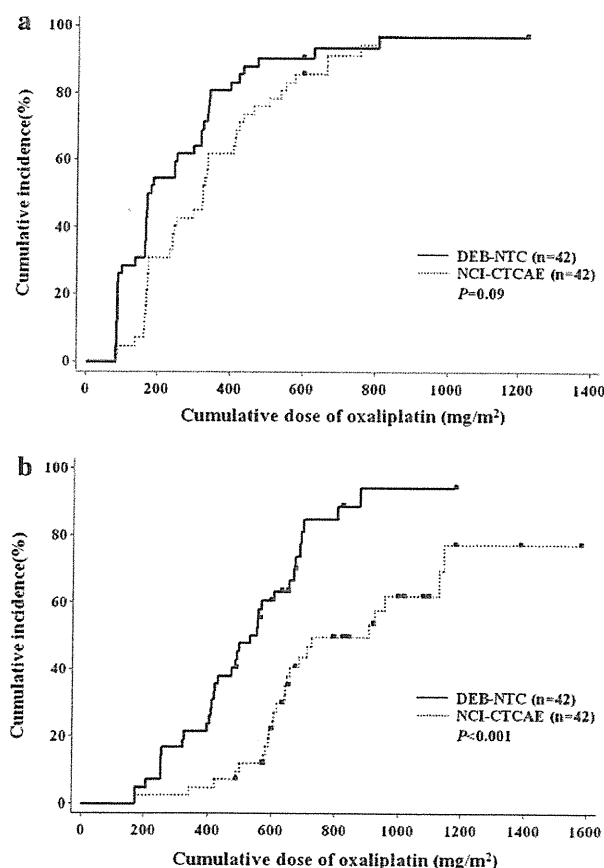 a
Cumulative incidence(%)
100
80
60
40
20
0
DEB-NTC (n=42)
NCI-CTCAE (n=42)
P=0.09
0 200 400 600 800 1000 1200 1400
Cumulative dose of oxaliplatin (mg/m²)
b
Cumulative incidence(%)
100
80
60
40
20
0
DEB-NTC (n=42)
NCI-CTCAE (n=42)
P<0.001
0 200 400 600 800 1000 1200 1400 1600
Cumulative dose of oxaliplatin (mg/m²)